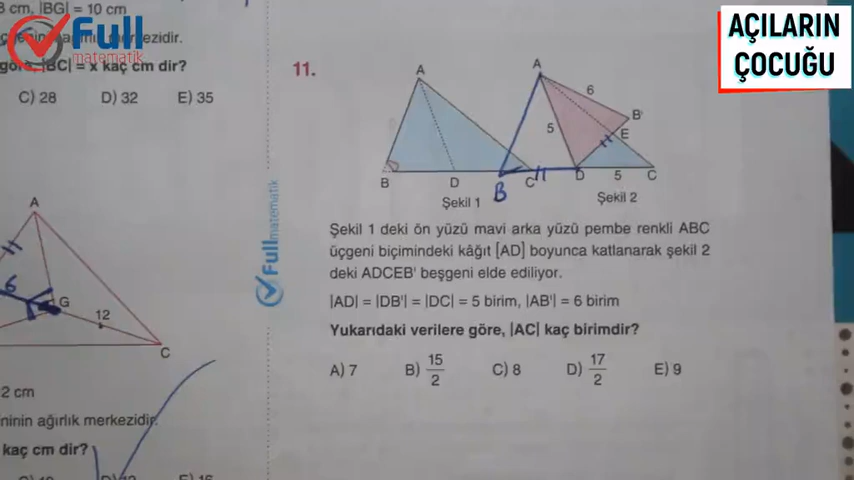 3 cm, |BG| = 10 cm
merkezidir.
göre, |BC| = x kaç cm dir?
C) 28 D) 32 E) 35
Full
matematik
AÇILARIN
ÇOCUĞU
11.
A
B
D
C
Şekil 1
A
6
B'
E
5
B
D
5
C
Şekil 2
Şekil 1 deki ön yüzü mavi arka yüzü pembe renkli ABC
üçgeni biçimindeki kâğıt [AD] boyunca katlanarak şekil 2
deki ADCEB' beşgeni elde ediliyor.
|AD| = |DB'| = |DC| = 5 birim, |AB'| = 6 birim
Yukarıdaki verilere göre, |AC| kaç birimdir?
A) 7 B) 15/2 C) 8 D) 17/2 E) 9
Full matematik
A
6
G
12
C
2 cm
ninin ağırlık merkezidir.
kaç cm dir?